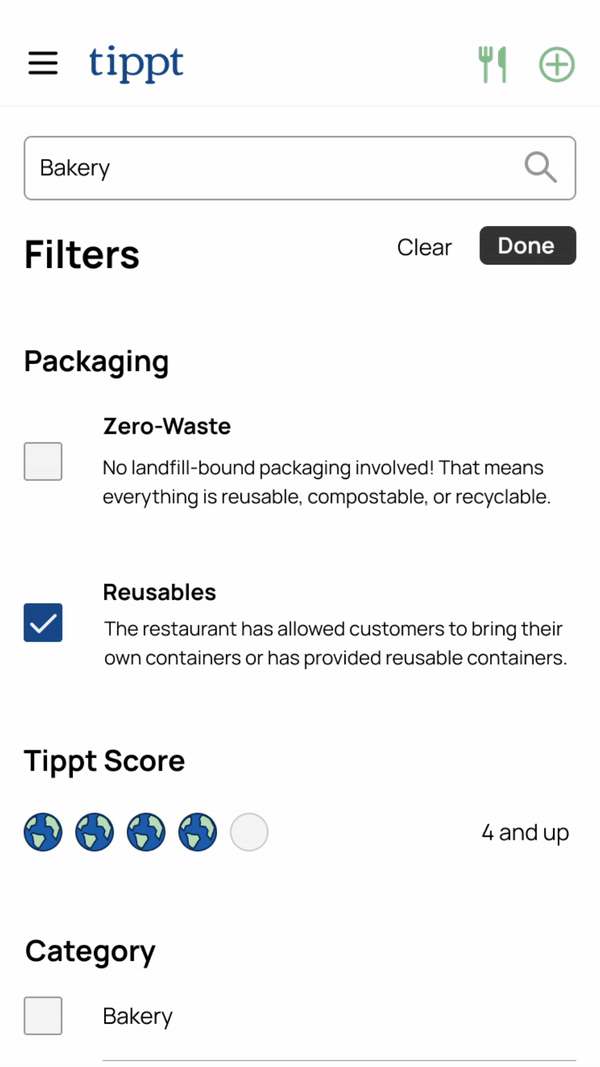 tippt
Bakery
Filters
Clear
Done
Packaging
Zero-Waste
No landfill-bound packaging involved! That means
everything is reusable, compostable, or recyclable.
Reusables
The restaurant has allowed customers to bring their
own containers or has provided reusable containers.
Tippt Score
4 and up
Category
Bakery